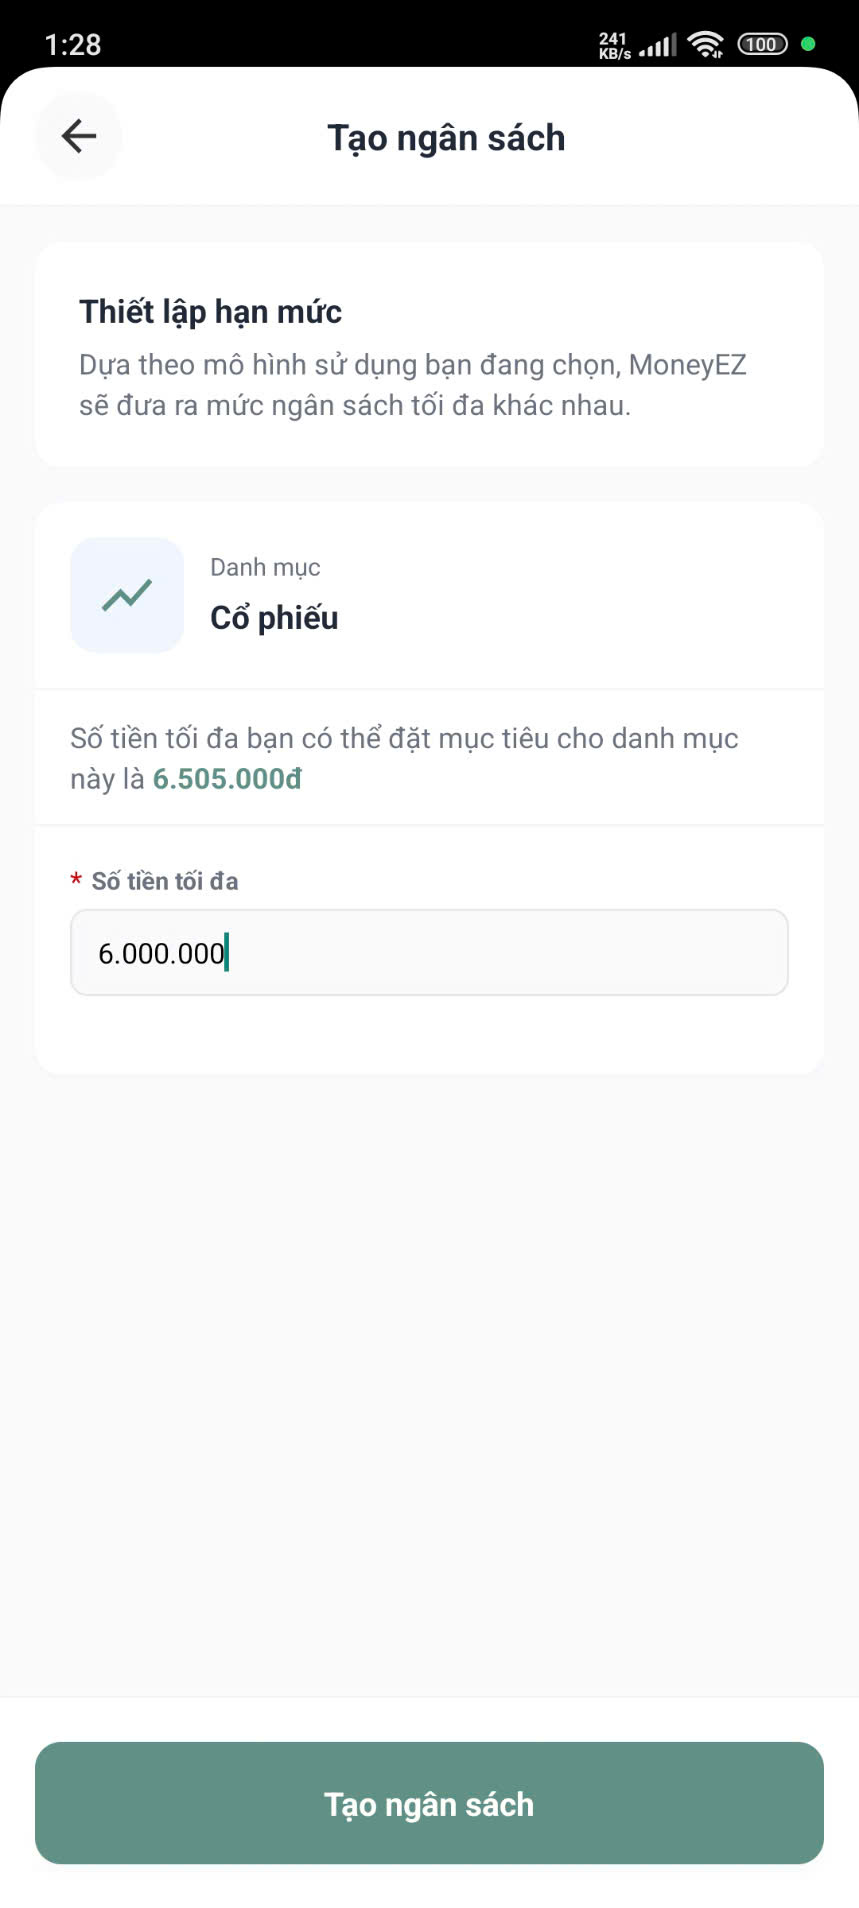 1:28
241
KB/s
100
Tạo ngân sách
Thiết lập hạn mức
Dựa theo mô hình sử dụng bạn đang chọn, MoneyEZ
sẽ đưa ra mức ngân sách tối đa khác nhau.
Danh mục
Cổ phiếu
Số tiền tối đa bạn có thể đặt mục tiêu cho danh mục
này là 6.505.000đ
* Số tiền tối đa
6.000.000
Tạo ngân sách